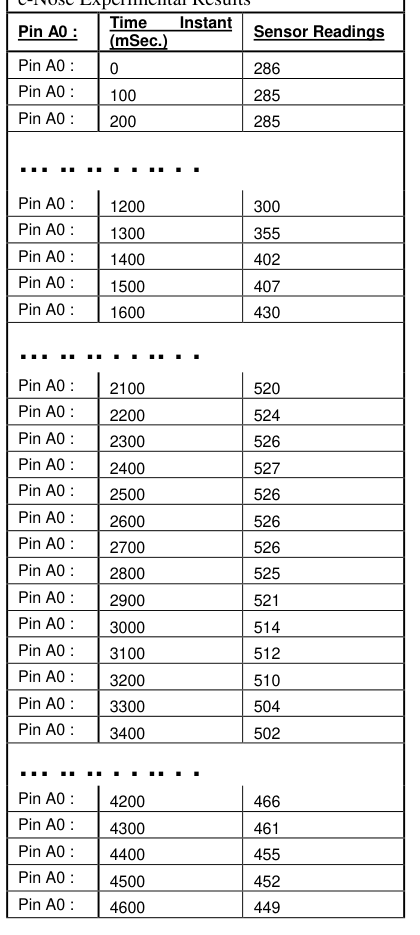 e-Nose Experimental Results
Pin A0 : Time Instant (mSec.) Sensor Readings
Pin A0 : 0 286
Pin A0 : 100 285
Pin A0 : 200 285
... .. .. . . .. . .
Pin A0 : 1200 300
Pin A0 : 1300 355
Pin A0 : 1400 402
Pin A0 : 1500 407
Pin A0 : 1600 430
... .. .. . . .. . .
Pin A0 : 2100 520
Pin A0 : 2200 524
Pin A0 : 2300 526
Pin A0 : 2400 527
Pin A0 : 2500 526
Pin A0 : 2600 526
Pin A0 : 2700 526
Pin A0 : 2800 525
Pin A0 : 2900 521
Pin A0 : 3000 514
Pin A0 : 3100 512
Pin A0 : 3200 510
Pin A0 : 3300 504
Pin A0 : 3400 502
... .. .. . . .. . .
Pin A0 : 4200 466
Pin A0 : 4300 461
Pin A0 : 4400 455
Pin A0 : 4500 452
Pin A0 : 4600 449